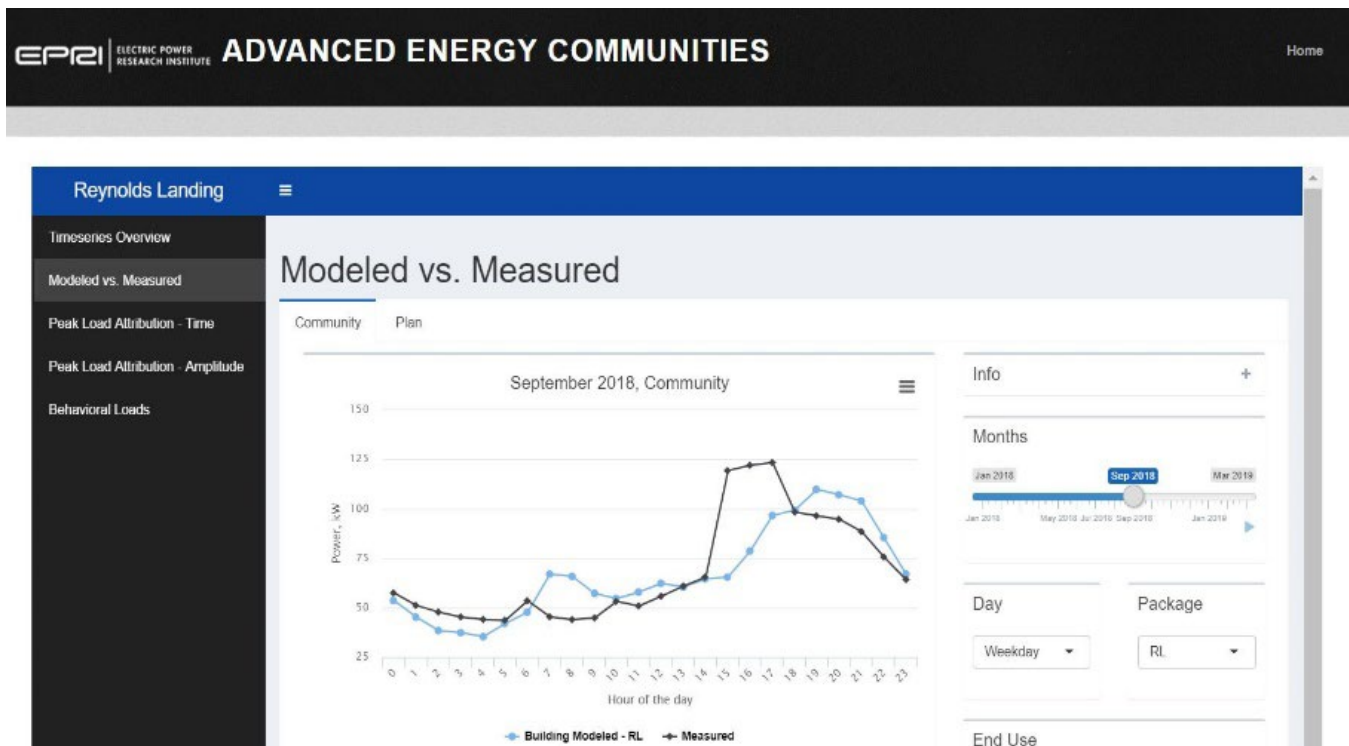 EPRI | ELECTRIC POWER RESEARCH INSTITUTE ADVANCED ENERGY COMMUNITIES
Home
Reynolds Landing
Timeseries Overview
Modeled vs. Measured
Peak Load Attribution - Time
Peak Load Attribution - Amplitude
Behavioral Loads
Modeled vs. Measured
Community Plan
September 2018, Community
150
125
100
75
50
25
Power, kW
0 1 2 3 4 5 6 7 8 9 10 11 12 13 14 15 16 17 18 19 20 21 22 23
Hour of the day
Building Modeled - RL Measured
Info +
Months
Jan 2018 Sep 2018 Mar 2019
Jan 2018 May 2018 Jul 2018 Sep 2018 Jan 2019
Day
Weekday
Package
RL
End Use